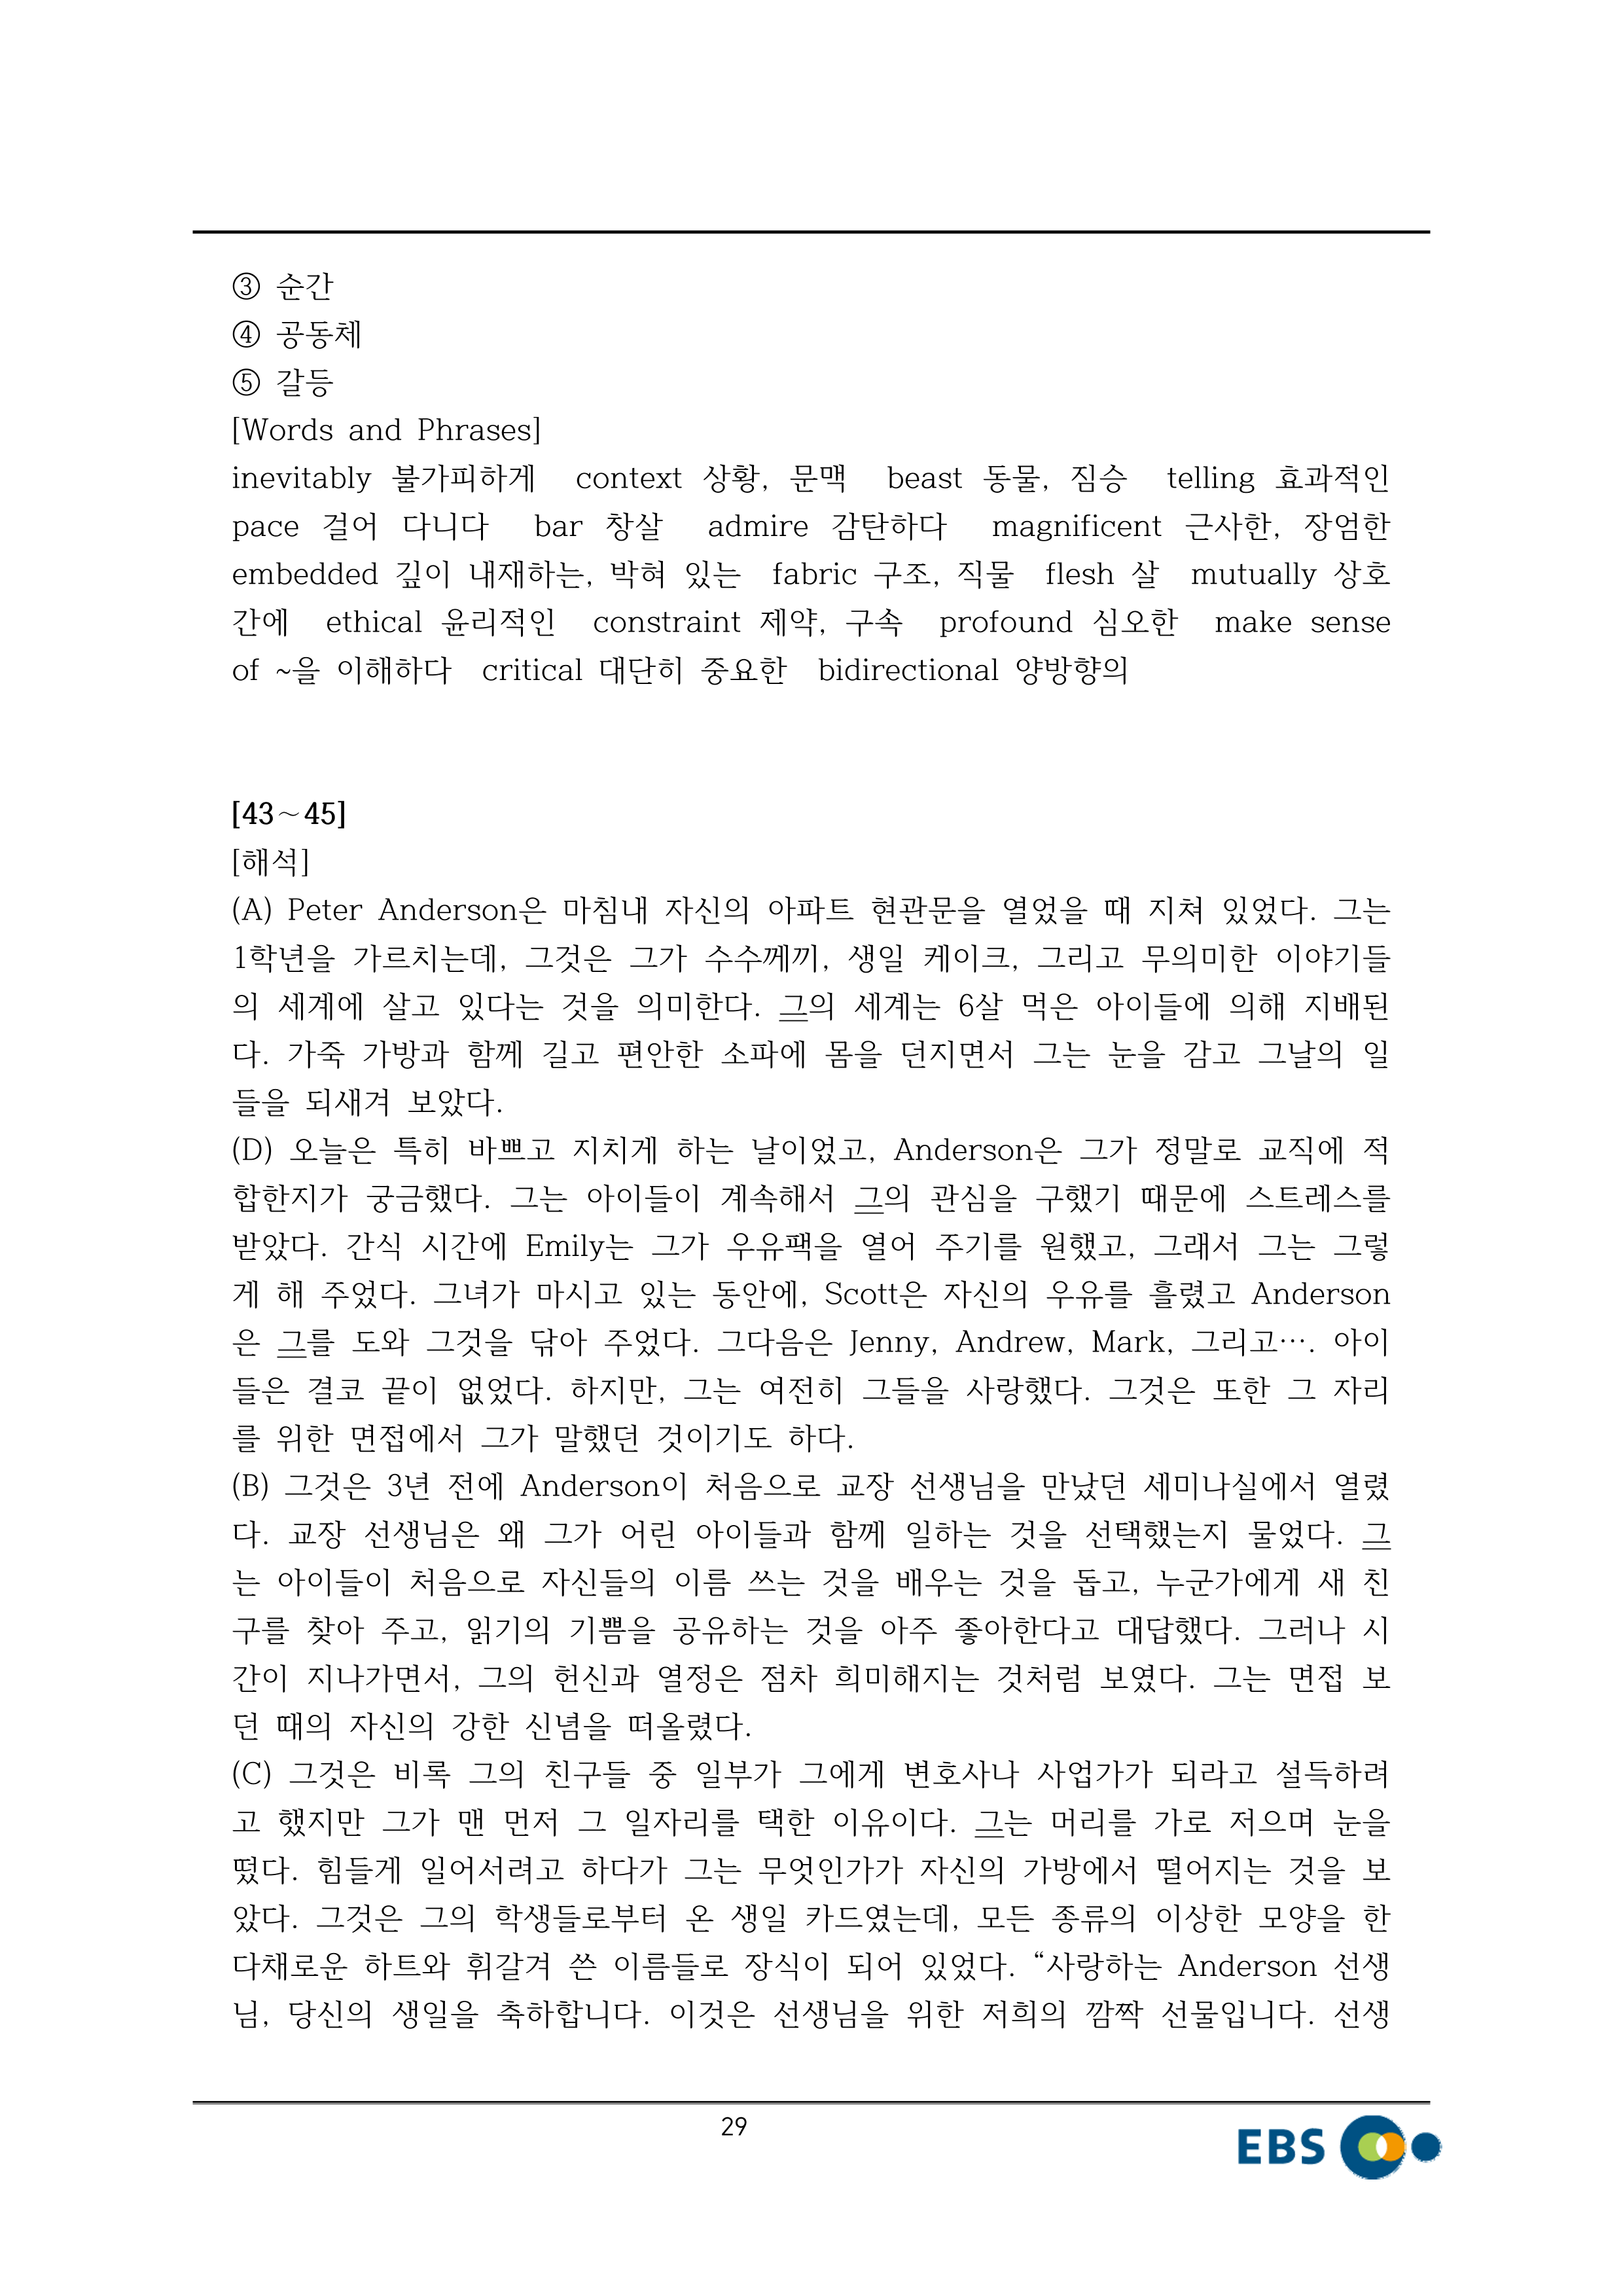 ③ 순간
④ 공동체
⑤ 갈등
[Words and Phrases]
inevitably 불가피하게 context 상황, 문맥 beast 동물, 짐승 telling 효과적인
pace 걸어 다니다 bar 창살 admire 감탄하다 magnificent 근사한, 장엄한
embedded 깊이 내재하는, 박혀 있는 fabric 구조, 직물 flesh 살 mutually 상호
간에 ethical 윤리적인 constraint 제약, 구속 profound 심오한 make sense
of ~을 이해하다 critical 대단히 중요한 bidirectional 양방향의
[43～45]
[해석]
(A) Peter Anderson은 마침내 자신의 아파트 현관문을 열었을 때 지쳐 있었다. 그는
1학년을 가르치는데, 그것은 그가 수수께끼, 생일 케이크, 그리고 무의미한 이야기들
의 세계에 살고 있다는 것을 의미한다. 그의 세계는 6살 먹은 아이들에 의해 지배된
다. 가죽 가방과 함께 길고 편안한 소파에 몸을 던지면서 그는 눈을 감고 그날의 일
들을 되새겨 보았다.
(D) 오늘은 특히 바쁘고 지치게 하는 날이었고, Anderson은 그가 정말로 교직에 적
합한지가 궁금했다. 그는 아이들이 계속해서 그의 관심을 구했기 때문에 스트레스를
받았다. 간식 시간에 Emily는 그가 우유팩을 열어 주기를 원했고, 그래서 그는 그렇
게 해 주었다. 그녀가 마시고 있는 동안에, Scott은 자신의 우유를 흘렸고 Anderson
은 그를 도와 그것을 닦아 주었다. 그다음은 Jenny, Andrew, Mark, 그리고…. 아이
들은 결코 끝이 없었다. 하지만, 그는 여전히 그들을 사랑했다. 그것은 또한 그 자리
를 위한 면접에서 그가 말했던 것이기도 하다.
(B) 그것은 3년 전에 Anderson이 처음으로 교장 선생님을 만났던 세미나실에서 열렸
다. 교장 선생님은 왜 그가 어린 아이들과 함께 일하는 것을 선택했는지 물었다. 그
는 아이들이 처음으로 자신들의 이름 쓰는 것을 배우는 것을 돕고, 누군가에게 새 친
구를 찾아 주고, 읽기의 기쁨을 공유하는 것을 아주 좋아한다고 대답했다. 그러나 시
간이 지나가면서, 그의 헌신과 열정은 점차 희미해지는 것처럼 보였다. 그는 면접 보
던 때의 자신의 강한 신념을 떠올렸다.
(C) 그것은 비록 그의 친구들 중 일부가 그에게 변호사나 사업가가 되라고 설득하려
고 했지만 그가 맨 먼저 그 일자리를 택한 이유이다. 그는 머리를 가로 저으며 눈을
떴다. 힘들게 일어서려고 하다가 그는 무엇인가가 자신의 가방에서 떨어지는 것을 보
았다. 그것은 그의 학생들로부터 온 생일 카드였는데, 모든 종류의 이상한 모양을 한
다채로운 하트와 휘갈겨 쓴 이름들로 장식이 되어 있었다. “사랑하는 Anderson 선생
님, 당신의 생일을 축하합니다. 이것은 선생님을 위한 저희의 깜짝 선물입니다. 선생
29
EBS